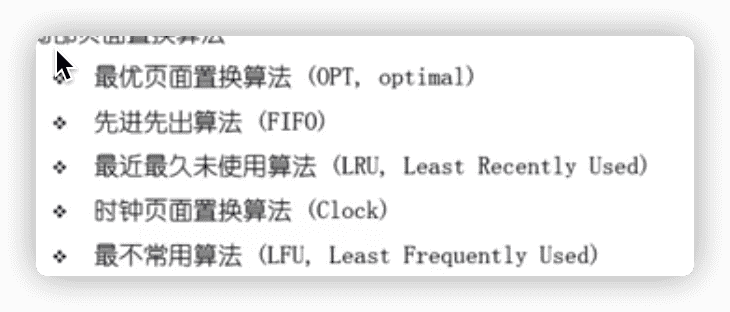 页面置换算法
❖ 最优页面置换算法 (OPT, optimal)
❖ 先进先出算法 (FIFO)
❖ 最近最久未使用算法 (LRU, Least Recently Used)
❖ 时钟页面置换算法 (Clock)
❖ 最不常用算法 (LFU, Least Frequently Used)